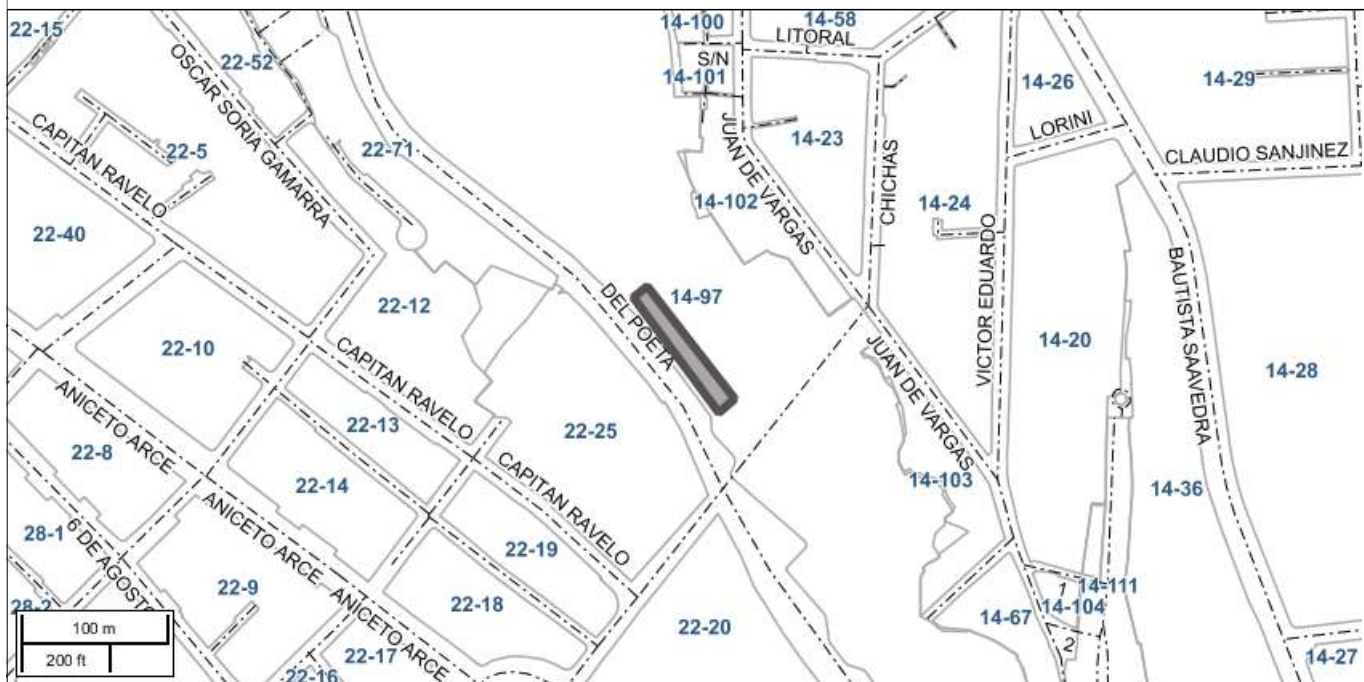 22-15
14-100
14-58
LITORAL
OSCAR SORIA GAMARRA
22-52
S/N
14-101
14-26
14-29
CAPITAN RAVELO
22-5
22-71
JUAN DE VARGAS
14-23
LORINI
CLAUDIO SANJINEZ
CHICHAS
14-102
14-24
22-40
VICTOR EDUARDO
BAUTISTA SAAVEDRA
22-12
DEL POETA
14-97
22-10
CAPITAN RAVELO
JUAN DE VARGAS
14-20
14-28
ANICETO ARCE
22-13
22-25
22-8
CAPITAN RAVELO
22-14
14-103
14-36
ANICETO ARCE
28-1
6 DE AGOSTO
22-19
22-9
ANICETO ARCE
22-18
28-2
1
14-111
14-104
14-67
22-20
2
100 m
200 ft
22-17
22-16
14-27